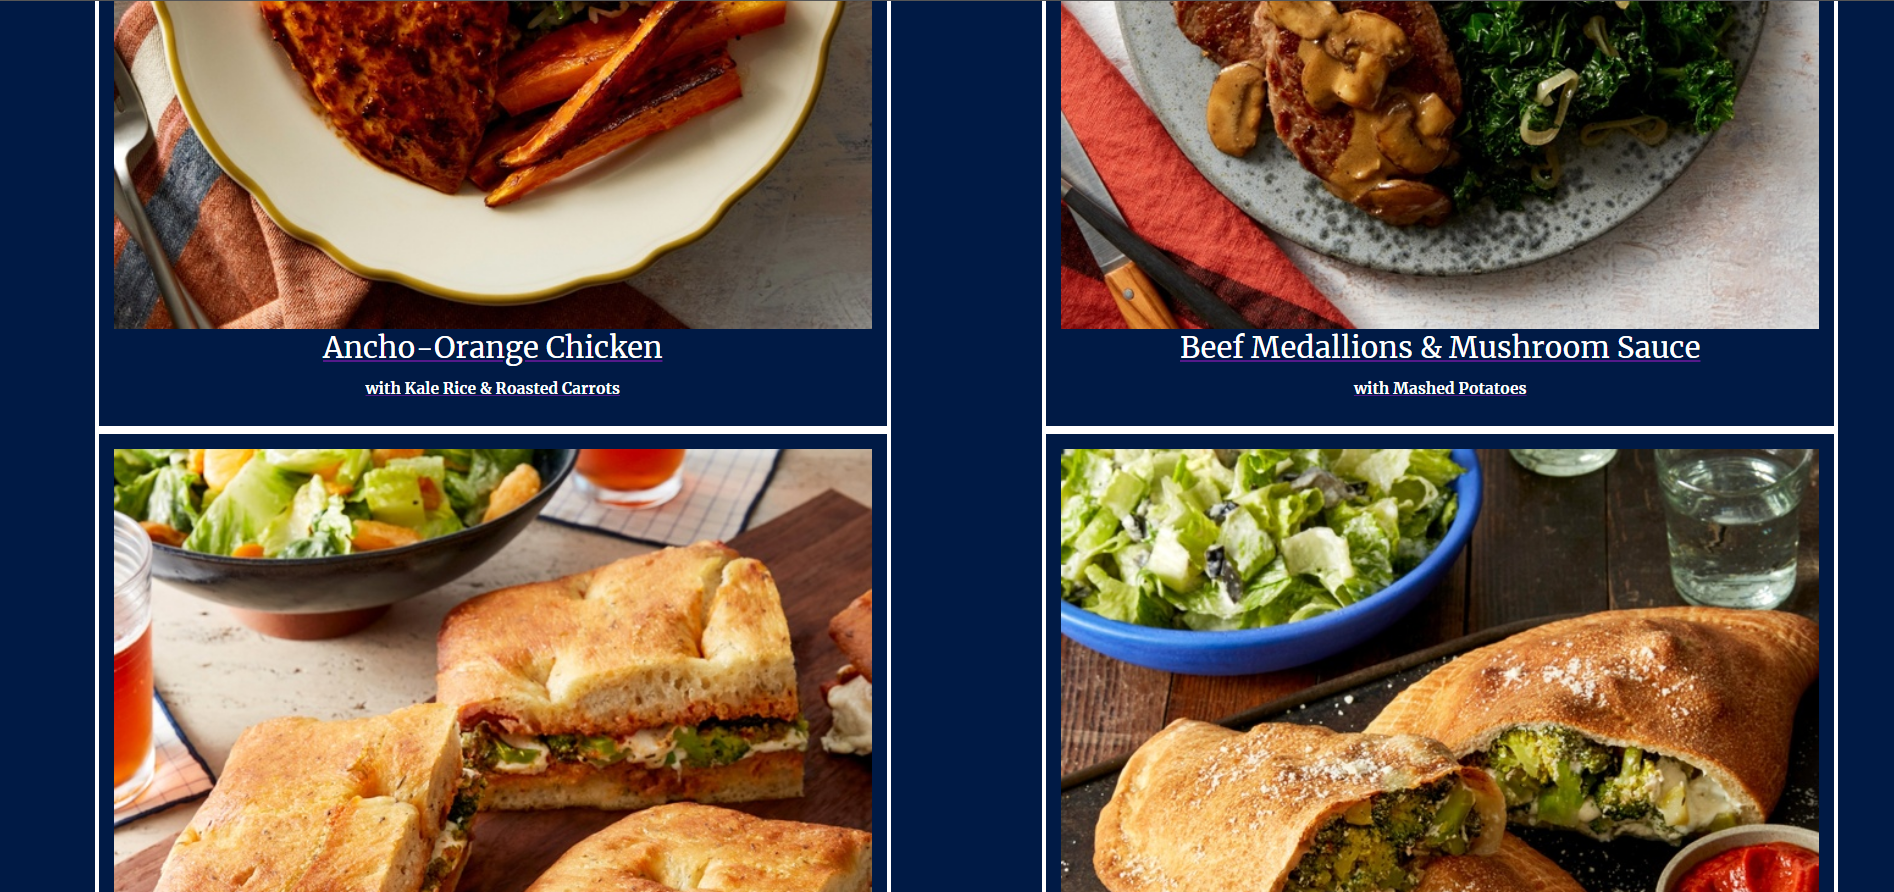 Ancho-Orange Chicken
with Kale Rice & Roasted Carrots
Beef Medallions & Mushroom Sauce
with Mashed Potatoes